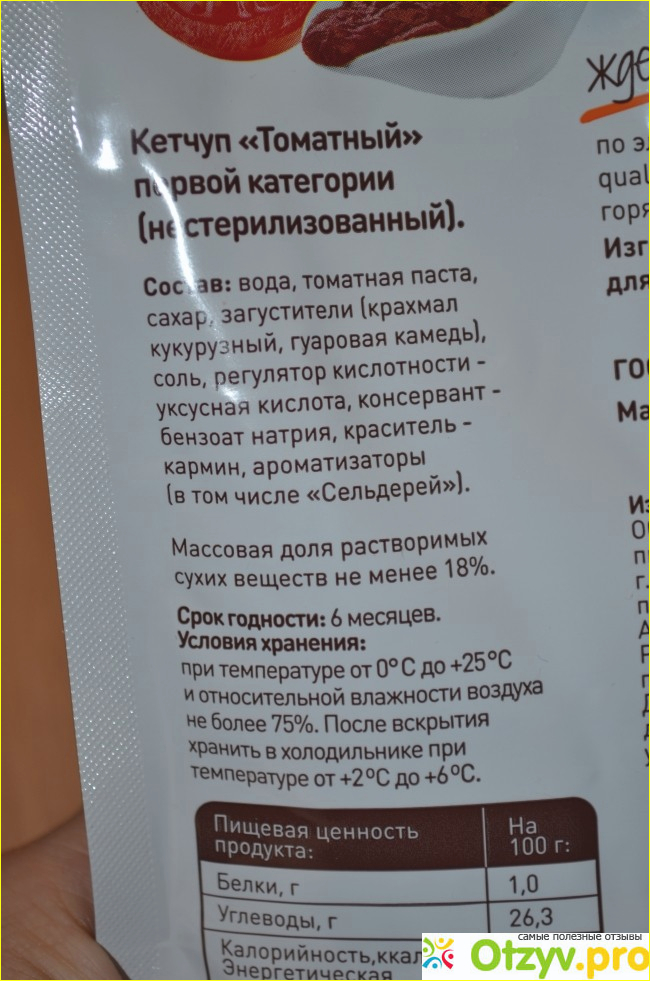 Кетчуп «Томатный»
первой категории
(нестерилизованный).
Состав: вода, томатная паста,
сахар, загустители (крахмал
кукурузный, гуаровая камедь),
соль, регулятор кислотности -
уксусная кислота, консервант -
бензоат натрия, краситель -
кармин, ароматизаторы
(в том числе «Сельдерей»).
Массовая доля растворимых
сухих веществ не менее 18%.
Срок годности: 6 месяцев.
Условия хранения:
при температуре от 0°С до +25°С
и относительной влажности воздуха
не более 75%. После вскрытия
хранить в холодильнике при
температуре от +2°С до +6°С.
Пищевая ценность
продукта:
На
100 г:
Белки, г
1,0
Углеводы, г
26,3
Калорийность,ккал
Энергетическая
по э
qual
горя
Изг
для
самые полезные отзывы
Otzyv.pro